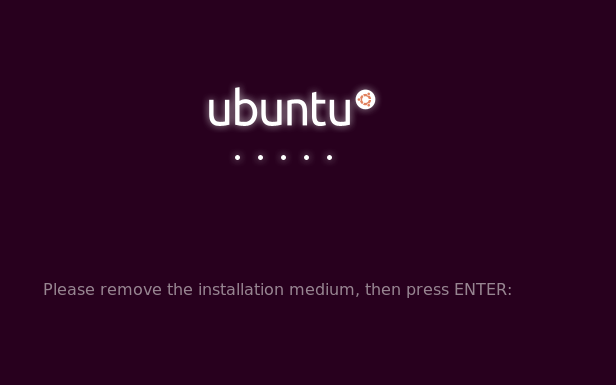 ubuntu
Please remove the installation medium, then press ENTER: